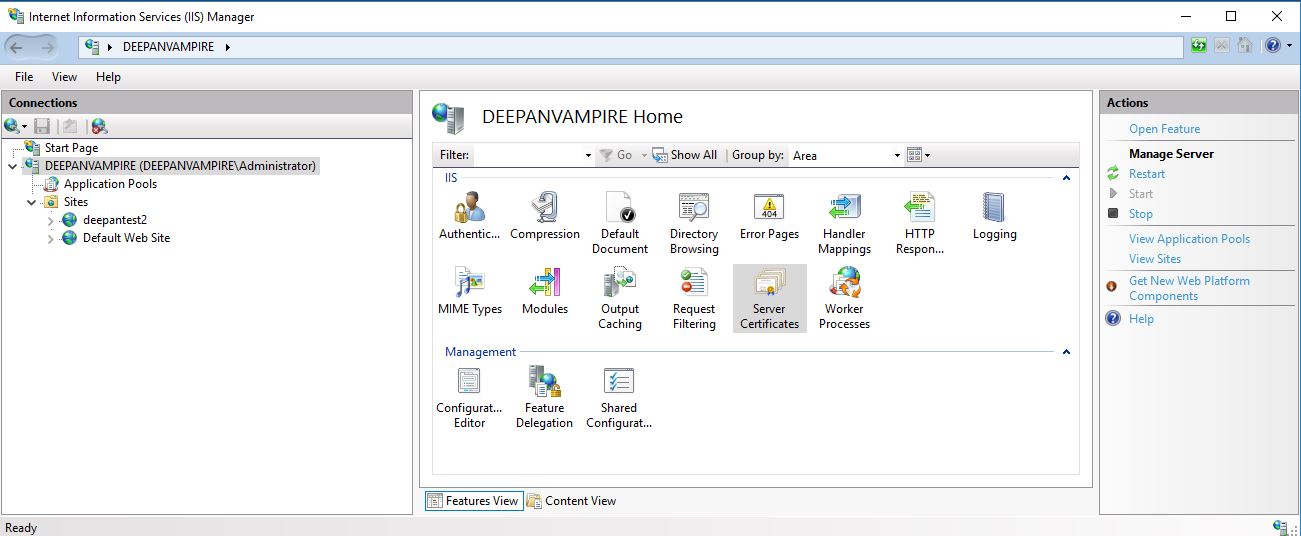 Internet Information Services (IIS) Manager
DEEPANVAMPIRE
File View Help
Connections
Start Page
DEEPANVAMPIRE (DEEPANVAMPIRE\Administrator)
Application Pools
Sites
deepantest2
Default Web Site
DEEPANVAMPIRE Home
Filter: Go Show All Group by: Area
IIS
Authentic... Compression Default Directory Error Pages Handler HTTP Logging
Document Browsing Mappings Respon...
404
MIME Types Modules Output Request Server Worker
Caching Filtering Certificates Processes
Management
Configurat... Feature Shared
Editor Delegation Configurat...
Features View Content View
Actions
Open Feature
Manage Server
Restart
Start
Stop
View Application Pools
View Sites
Get New Web Platform
Components
Help
Ready